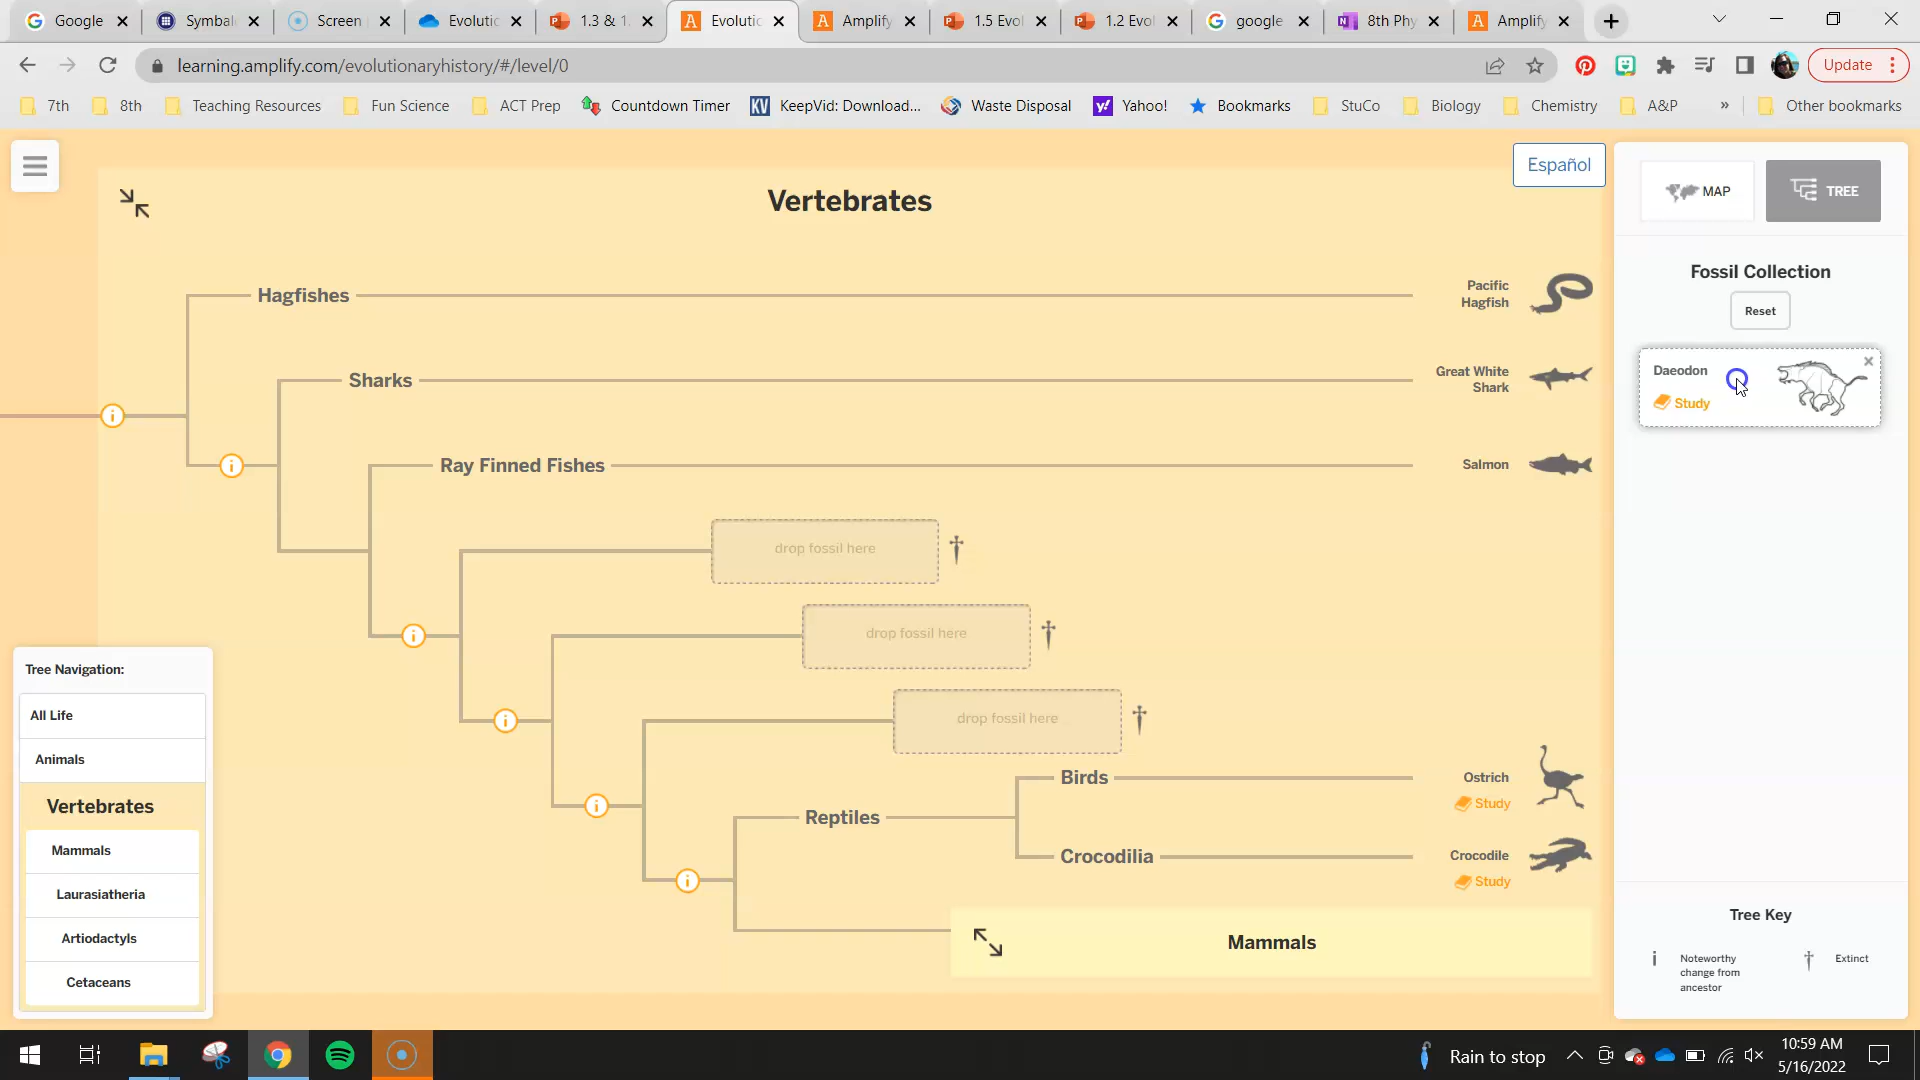 Google
Symbal
Screen
Evolutic
1.3 & 1.
Evolutic
Amplify
1.5 Evol
1.2 Evol
google
8th Phy
Amplify
learning.amplify.com/evolutionaryhistory/#/level/0
Update
7th
8th
Teaching Resources
Fun Science
ACT Prep
Countdown Timer
KeepVid: Download...
Waste Disposal
Yahoo!
Bookmarks
StuCo
Biology
Chemistry
A&P
»
Other bookmarks
Español
Vertebrates
MAP
TREE
Fossil Collection
Reset
Daeodon
Study
Hagfishes
Pacific
Hagfish
Sharks
Great White
Shark
Ray Finned Fishes
Salmon
drop fossil here
drop fossil here
drop fossil here
Birds
Ostrich
Study
Reptiles
Crocodilia
Crocodile
Study
Mammals
Tree Navigation:
All Life
Animals
Vertebrates
Mammals
Laurasiatheria
Artiodactyls
Cetaceans
Tree Key
i
Noteworthy
change from
ancestor
†
Extinct
Rain to stop
10:59 AM
5/16/2022